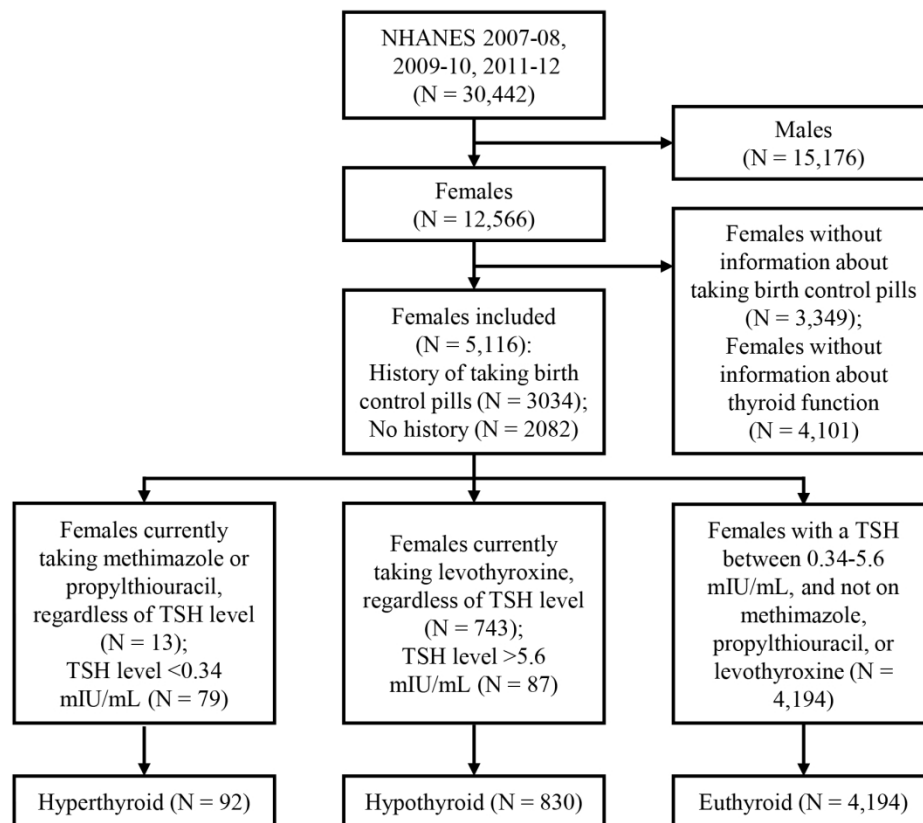 NHANES 2007-08,
2009-10, 2011-12
(N = 30,442)
Males
(N = 15,176)
Females
(N = 12,566)
Females without
information about
taking birth control pills
(N = 3,349);
Females without
information about
thyroid function
(N = 4,101)
Females included
(N = 5,116):
History of taking birth
control pills (N = 3034);
No history (N = 2082)
Females currently
taking methimazole or
propylthiouracil,
regardless of TSH level
(N = 13);
TSH level <0.34
mIU/mL (N = 79)
Females currently
taking levothyroxine,
regardless of TSH level
(N = 743);
TSH level >5.6
mIU/mL (N = 87)
Females with a TSH
between 0.34-5.6
mIU/mL, and not on
methimazole,
propylthiouracil, or
levothyroxine (N =
4,194)
Hyperthyroid (N = 92)
Hypothyroid (N = 830)
Euthyroid (N = 4,194)